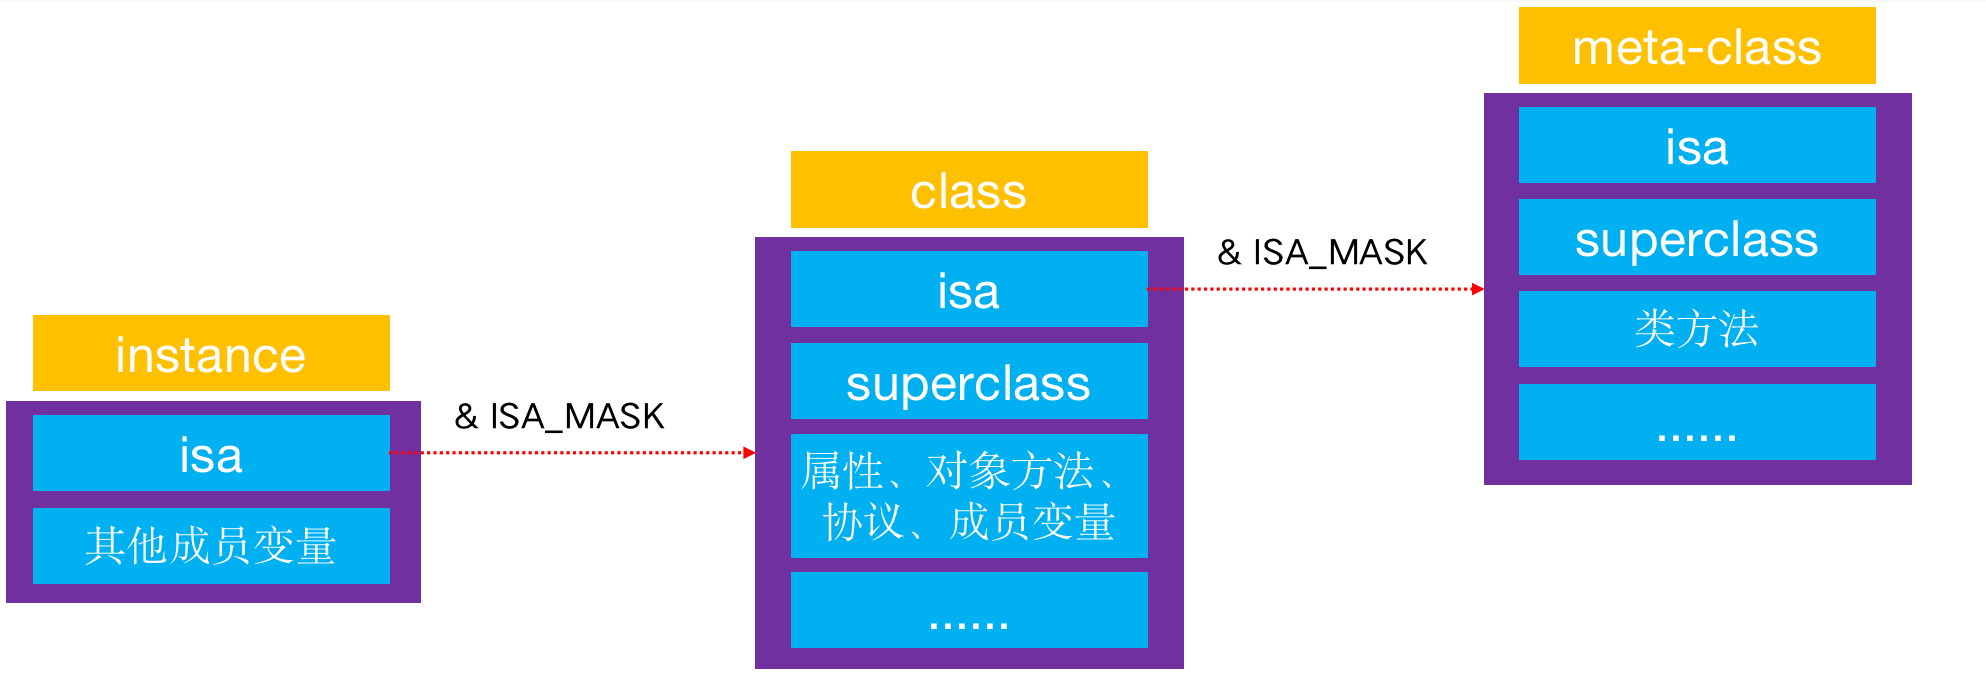 instance
isa
其他成员变量
& ISA_MASK
class
isa
superclass
属性、对象方法、
协议、成员变量
......
& ISA_MASK
meta-class
isa
superclass
类方法
......